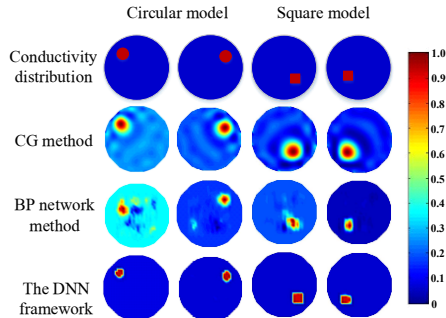 Circular model Square model
Conductivity
distribution
CG method
BP network
method
The DNN
framework
1.0
0.9
0.8
0.7
0.6
0.5
0.4
0.3
0.2
0.1
0